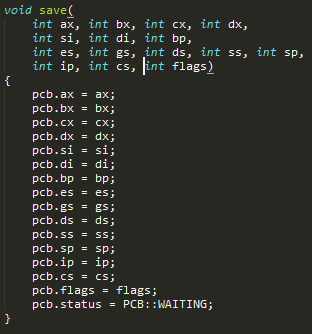 void save(
int ax, int bx, int cx, int dx,
int si, int di, int bp,
int es, int gs, int ds, int ss, int sp,
int ip, int cs, int flags)
{
pcb.ax = ax;
pcb.bx = bx;
pcb.cx = cx;
pcb.dx = dx;
pcb.si = si;
pcb.di = di;
pcb.bp = bp;
pcb.es = es;
pcb.gs = gs;
pcb.ds = ds;
pcb.ss = ss;
pcb.sp = sp;
pcb.ip = ip;
pcb.cs = cs;
pcb.flags = flags;
pcb.status = PCB::WAITING;
}